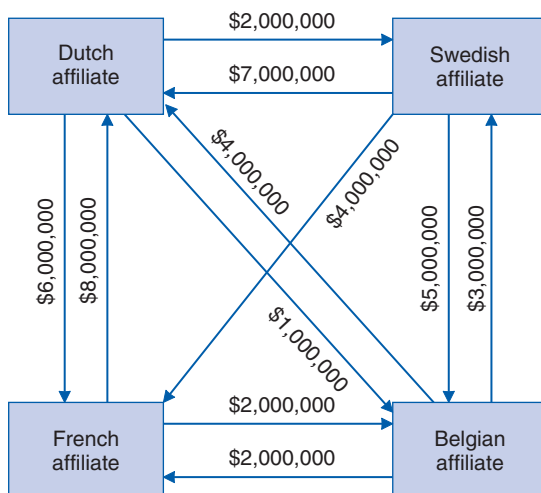 $2,000,000
Dutch
affiliate
Swedish
affiliate
$7,000,000
$4,000,000
$4,000,000
$6,000,000
$8,000,000
$5,000,000
$3,000,000
$1,000,000
$2,000,000
French
affiliate
Belgian
affiliate
$2,000,000